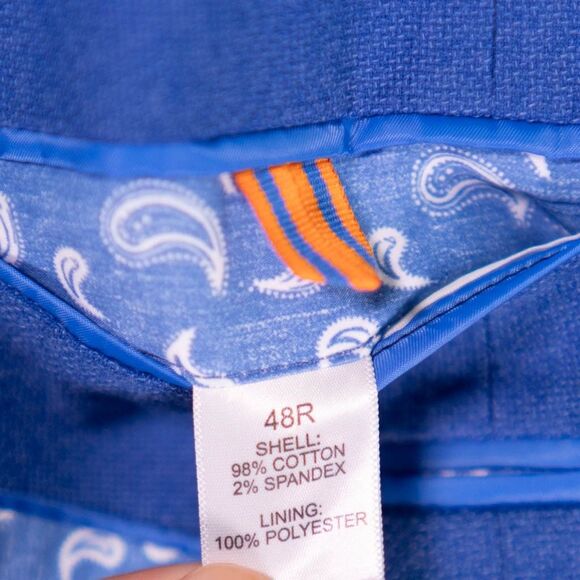 48R
SHELL:
98% COTTON
2% SPANDEX
LINING:
100% POLYESTER